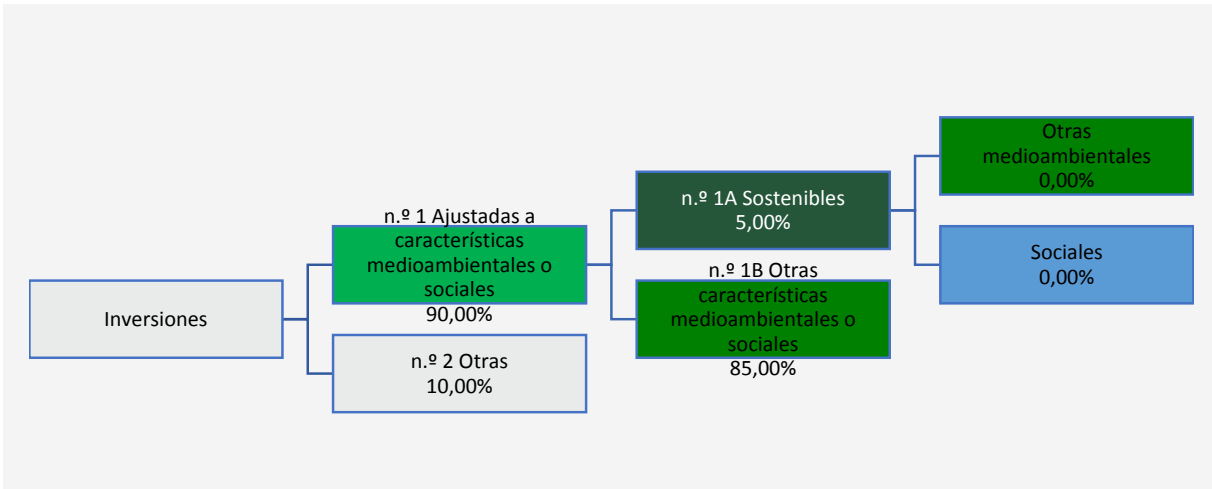 Inversiones
n.º 1 Ajustadas a
características
medioambientales o
sociales
90,00%
n.º 2 Otras
10,00%
n.º 1A Sostenibles
5,00%
n.º 1B Otras
características
medioambientales o
sociales
85,00%
Otras
medioambientales
0,00%
Sociales
0,00%